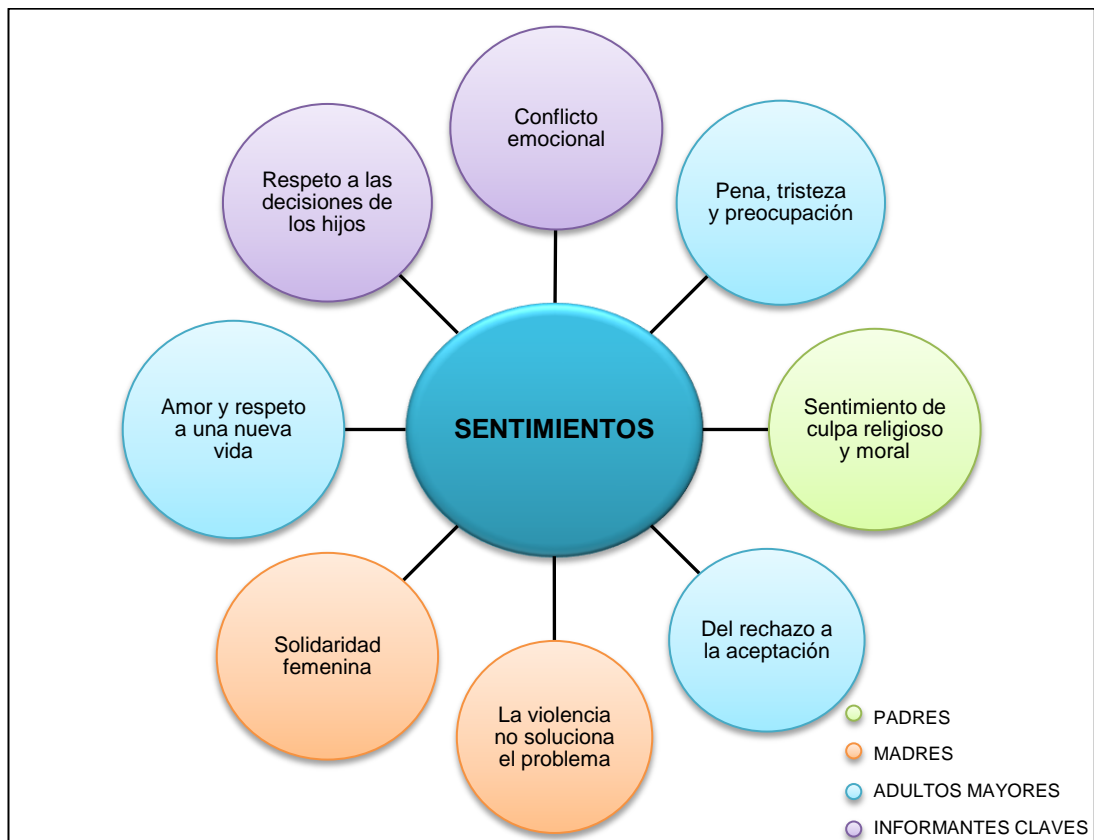 Conflicto
emocional
Pena, tristeza
y preocupación
Sentimiento de
culpa religioso
y moral
Del rechazo a
la aceptación
La violencia
no soluciona
el problema
Solidaridad
femenina
Amor y respeto
a una nueva
vida
Respeto a las
decisiones de
los hijos
SENTIMIENTOS
PADRES
MADRES
ADULTOS MAYORES
INFORMANTES CLAVES